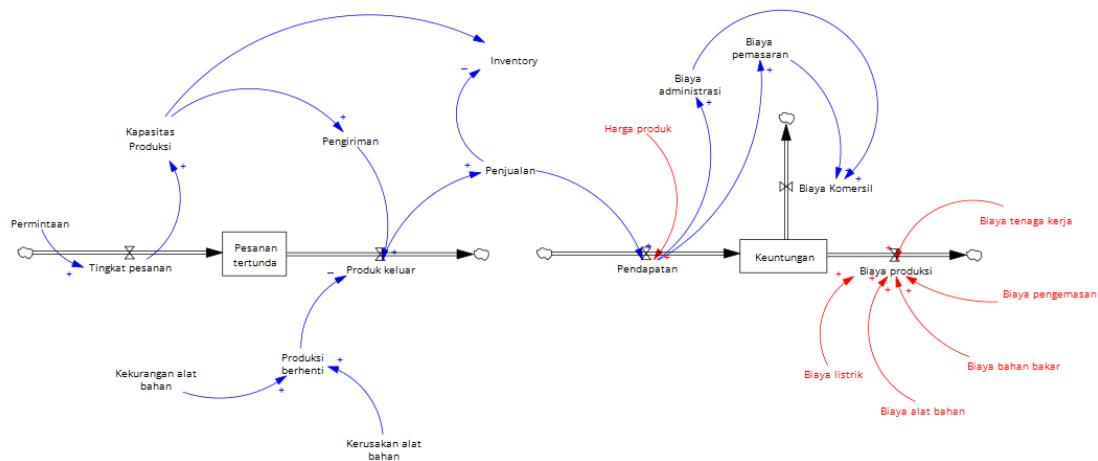 Inventory
Biaya
pemasaran
Biaya
administrasi
Kapasitas
Produksi
Pengiriman
Harga produk
Penjualan
Biaya Komersil
Permintaan
Tingkat pesanan
Pesanan
tertunda
Produk keluar
Pendapatan
Keuntungan
Biaya produksi
Biaya tenaga kerja
Biaya pengemasan
Produksi
berhenti
Kekurangan alat
bahan
Kerusakan alat
bahan
Biaya listrik
Biaya bahan bakar
Biaya alat bahan